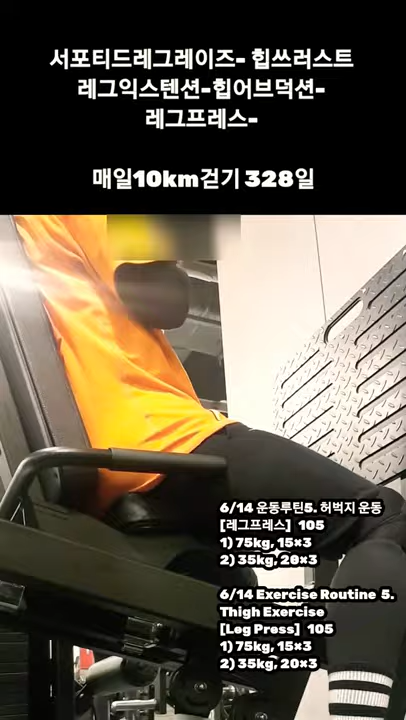 서포티드레그레이즈- 힙쓰러스트
레그익스텐션-힙어브덕션-
레그프레스-
매일10km걷기 328일
6/14 운동루틴5. 허벅지 운동
[레그프레스] 105
1) 75kg, 15×3
2) 35kg, 20×3
6/14 Exercise Routine 5.
Thigh Exercise
[Leg Press] 105
1) 75kg, 15×3
2) 35kg, 20×3